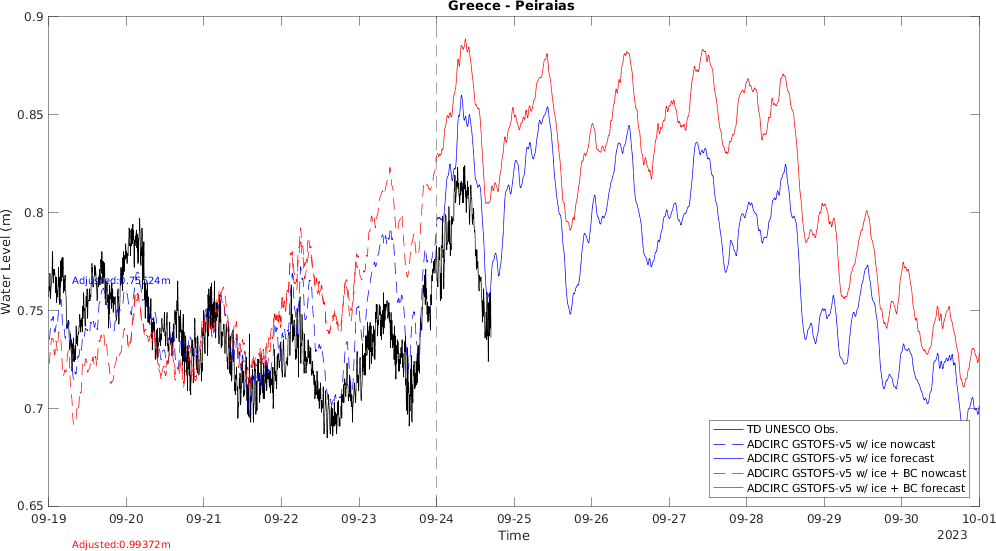 Greece - Peiraias
0.9
0.85
0.8
0.75
0.7
0.65
Water Level (m)
Adjusted:0.75524m
TD UNESCO Obs.
ADCIRC GSTOFS-v5 w/ ice nowcast
ADCIRC GSTOFS-v5 w/ ice forecast
ADCIRC GSTOFS-v5 w/ ice + BC nowcast
ADCIRC GSTOFS-v5 w/ ice + BC forecast
09-19 09-20 09-21 09-22 09-23 09-24 09-25 09-26 09-27 09-28 09-29 09-30 10-01
Time
2023
Adjusted:0.99372m